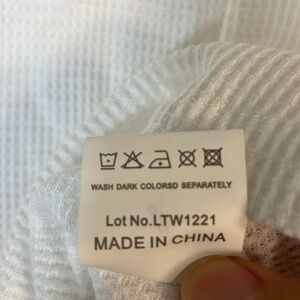 WASH DARK COLORSD SEPARATELY
Lot No.LTW1221
MADE IN CHINA